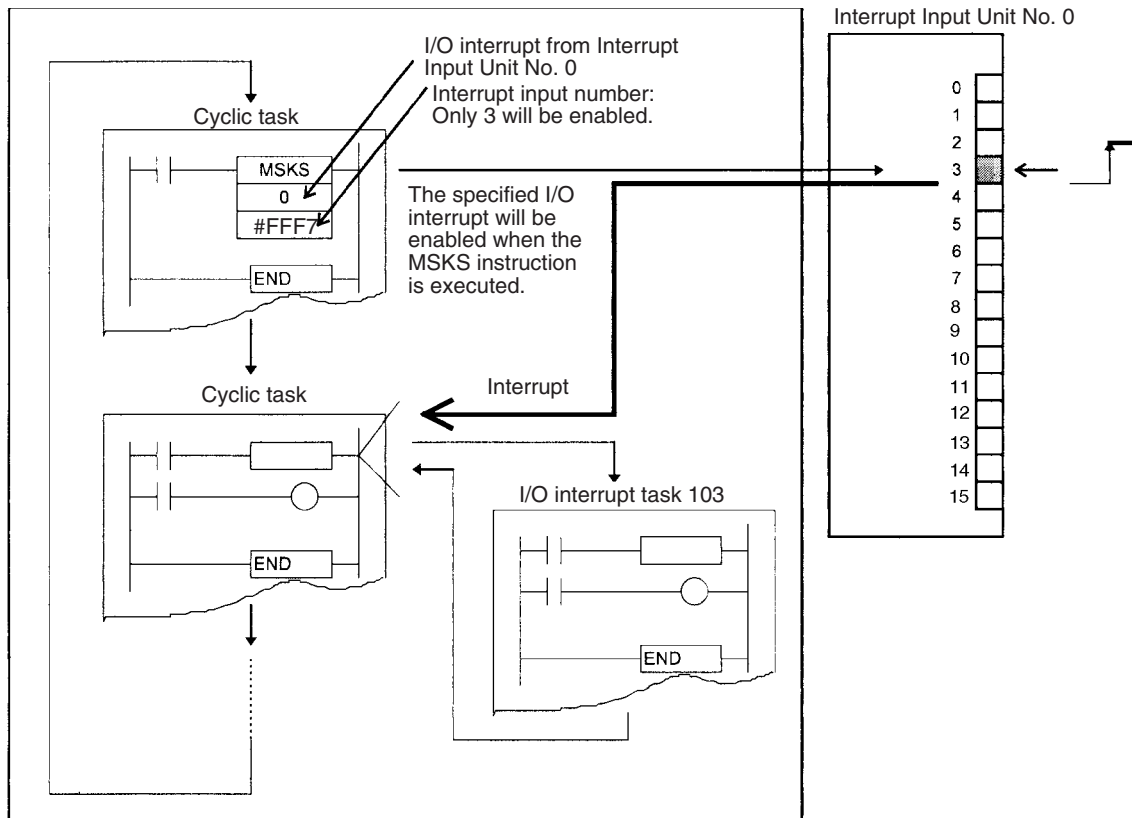 Interrupt Input Unit No. 0
I/O interrupt from Interrupt
Input Unit No. 0
Interrupt input number:
Only 3 will be enabled.
Cyclic task
MSKS
0
#FFF7
END
The specified I/O
interrupt will be
enabled when the
MSKS instruction
is executed.
0
1
2
3
4
5
6
7
8
9
10
11
12
13
14
15
Cyclic task
Interrupt
END
I/O interrupt task 103
END